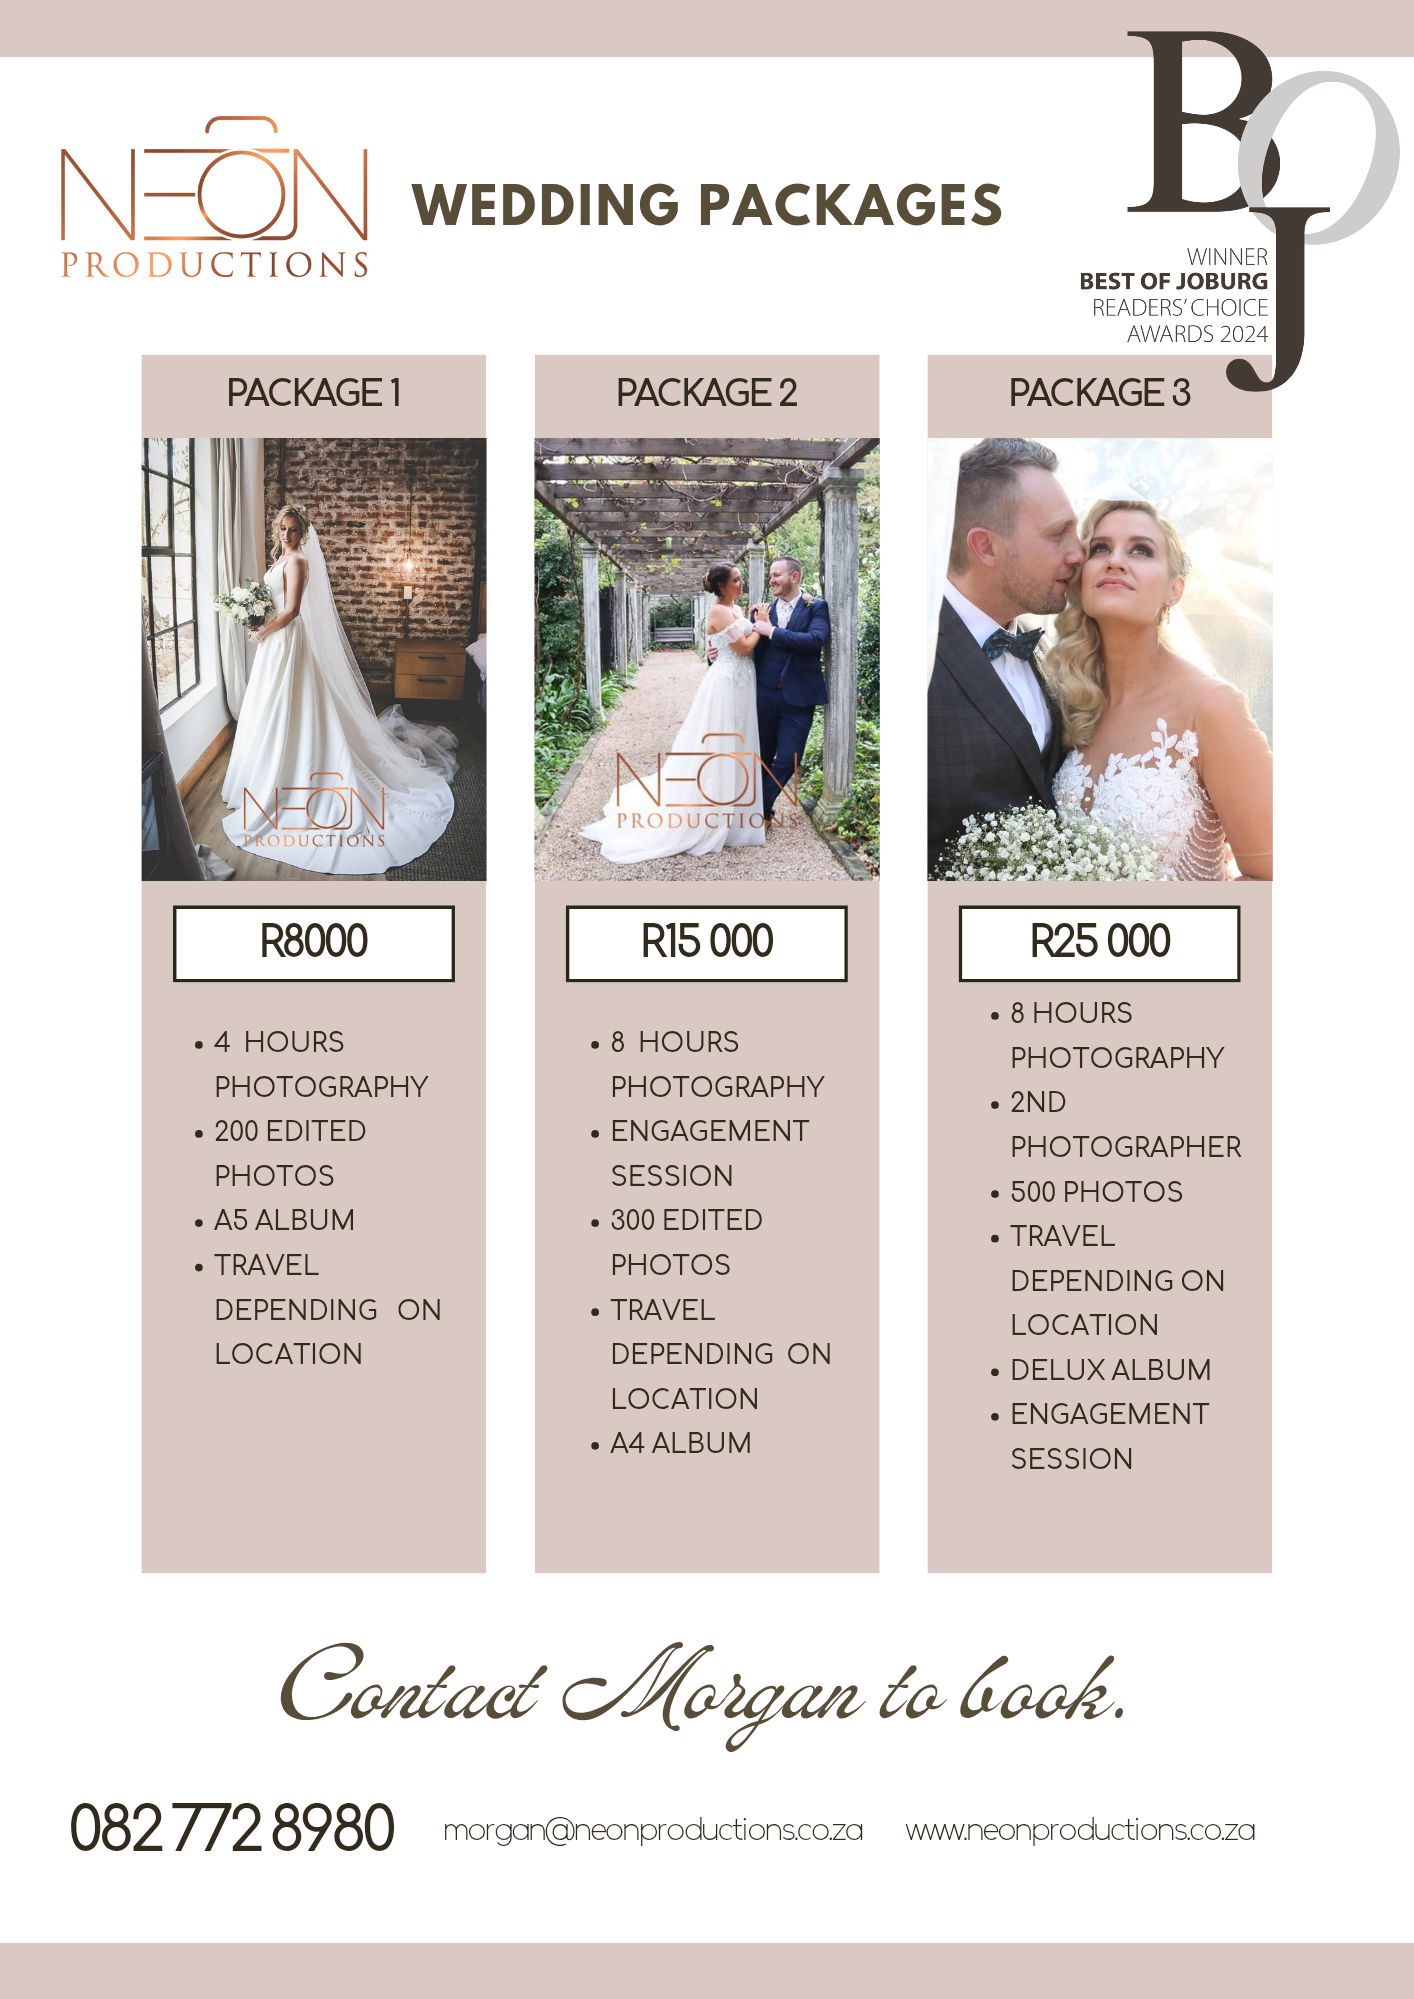 NEON
PRODUCTIONS
WEDDING PACKAGES
BOJ
WINNER
BEST OF JOBURG
READERS' CHOICE
AWARDS 2024
PACKAGE 1
NEON
PRODUCTIONS
R8000
• 4 HOURS
PHOTOGRAPHY
• 200 EDITED
PHOTOS
• A5 ALBUM
• TRAVEL
DEPENDING ON
LOCATION
PACKAGE 2
NEON
PRODUCTIONS
R15 000
• 8 HOURS
PHOTOGRAPHY
• ENGAGEMENT
SESSION
• 300 EDITED
PHOTOS
• TRAVEL
DEPENDING ON
LOCATION
• A4 ALBUM
PACKAGE 3
R25 000
• 8 HOURS
PHOTOGRAPHY
• 2ND
PHOTOGRAPHER
• 500 PHOTOS
• TRAVEL
DEPENDING ON
LOCATION
• DELUX ALBUM
• ENGAGEMENT
SESSION
Contact Morgan to book.
082 772 8980
morgan@neonproductions.co.za
www.neonproductions.co.za